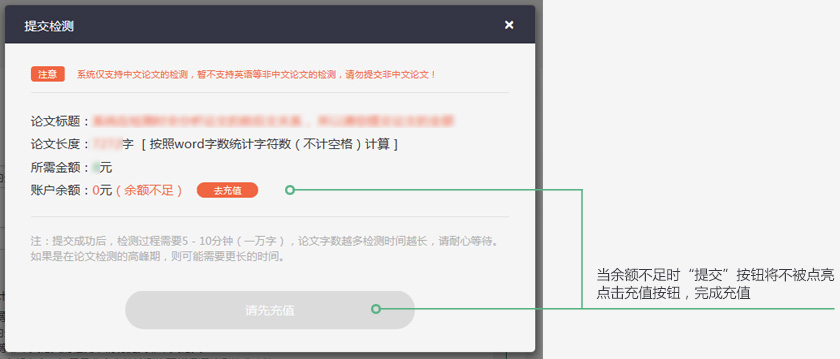 提交检测
注意 系统仅支持中文论文的检测，暂不支持英语等非中文论文的检测，请勿提交非中文论文！
论文标题：
论文长度：字 [ 按照word字数统计字符数（不计空格）计算 ]
所需金额：元
账户余额：0元（余额不足） 去充值
注：提交成功后，检测过程需要5 - 10分钟（一万字），论文字数越多检测时间越长，请耐心等待。
如果是在论文检测的高峰期，则可能需要更长的时间。
请先充值
当余额不足时“提交”按钮将不被点亮
点击充值按钮，完成充值